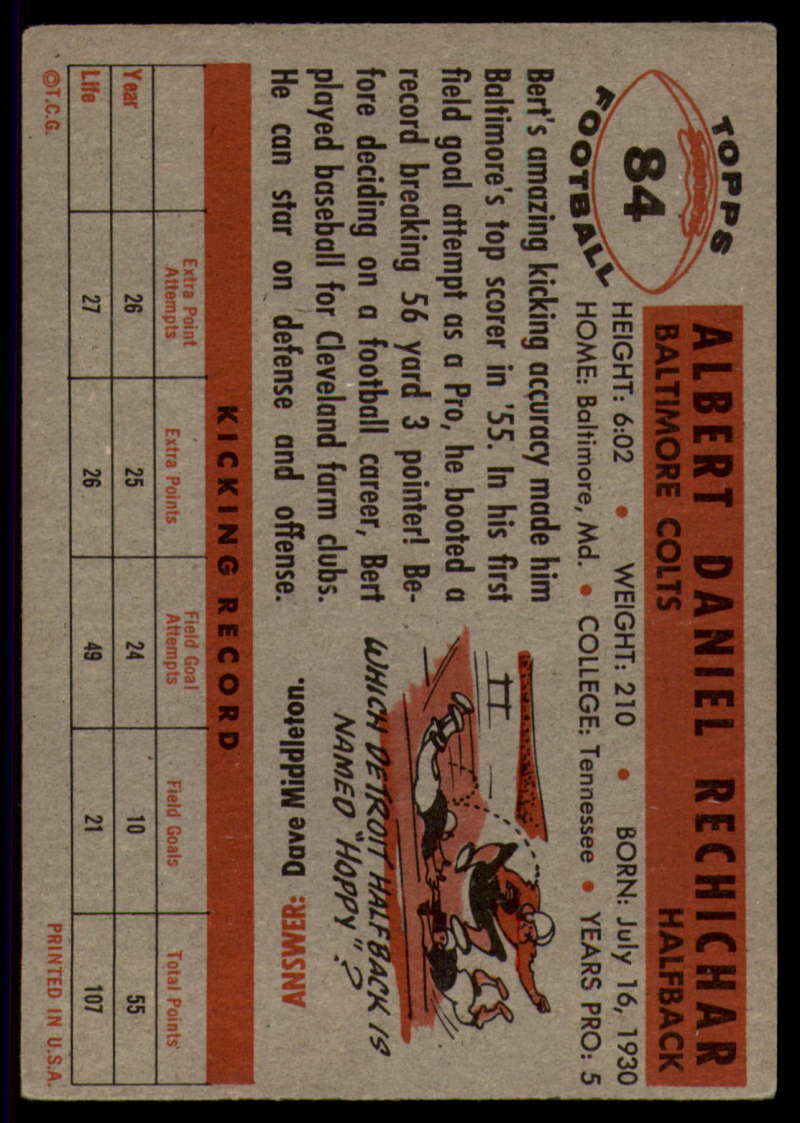 TOPPS
84
FOOTBALL
ALBERT DANIEL RECHICHAR
BALTIMORE COLTS HALFBACK
HEIGHT: 6:02 • WEIGHT: 210 • BORN: July 16, 1930
HOME: Baltimore, Md. • COLLEGE: Tennessee • YEARS PRO: 5
Bert's amazing kicking accuracy made him
Baltimore's top scorer in '55. In his first
field goal attempt as a Pro, he booted a
record breaking 56 yard 3 pointer! Be-
fore deciding on a football career, Bert
played baseball for Cleveland farm clubs.
He can star on defense and offense.
WHICH DETROIT HALFBACK IS
NAMED "HOPPY"?
ANSWER: Dave Middleton.
KICKING RECORD
Extra Point Attempts Extra Points Field Goal Attempts Field Goals Total Points
Year 26 25 24 10 55
Life 27 26 49 21 107
©T.C.G. PRINTED IN U.S.A.